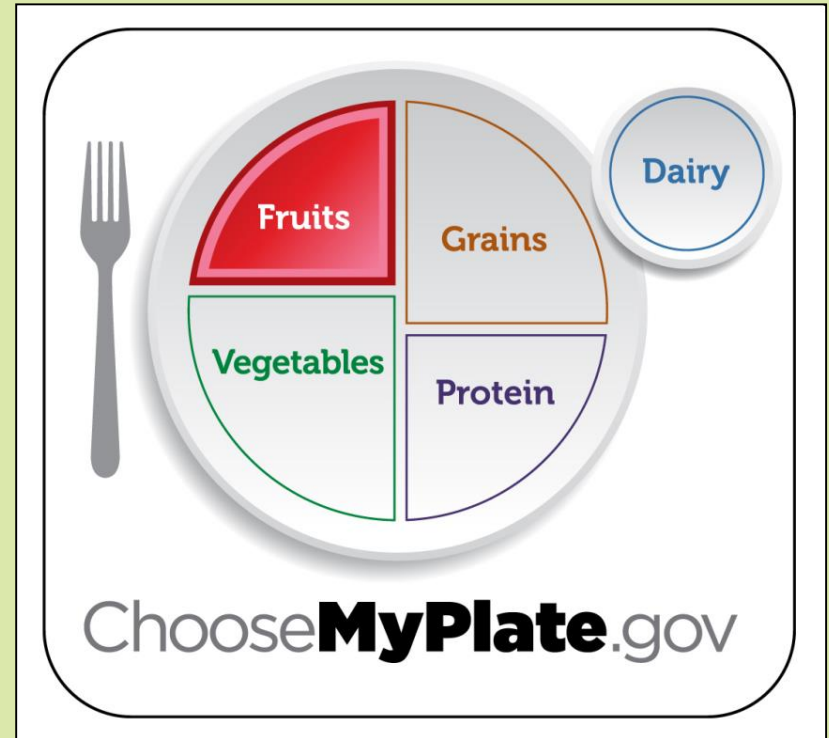 Fruits
Grains
Dairy
Vegetables
Protein
ChooseMyPlate.gov